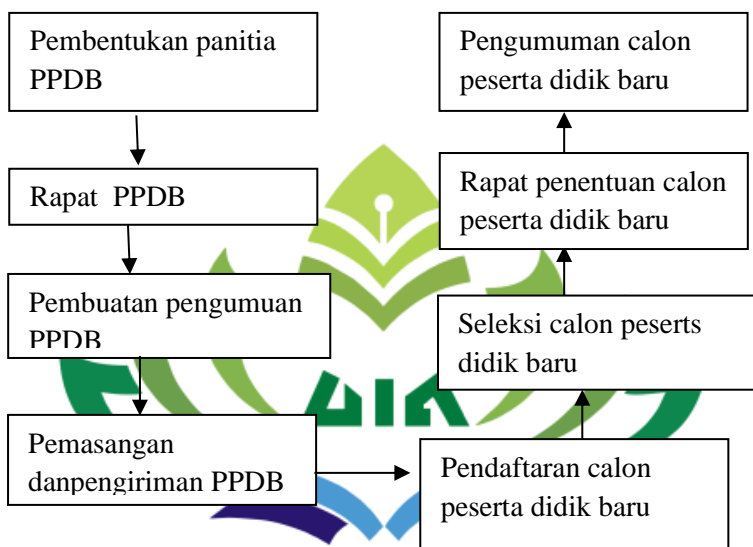 Pembentukan panitia
PPDB
Rapat PPDB
Pembuatan pengumuan
PPDB
Pemasangan
danpengiriman PPDB
Pendaftaran calon
peserta didik baru
Seleksi calon peserts
didik baru
Rapat penentuan calon
peserta didik baru
Pengumuman calon
peserta didik baru